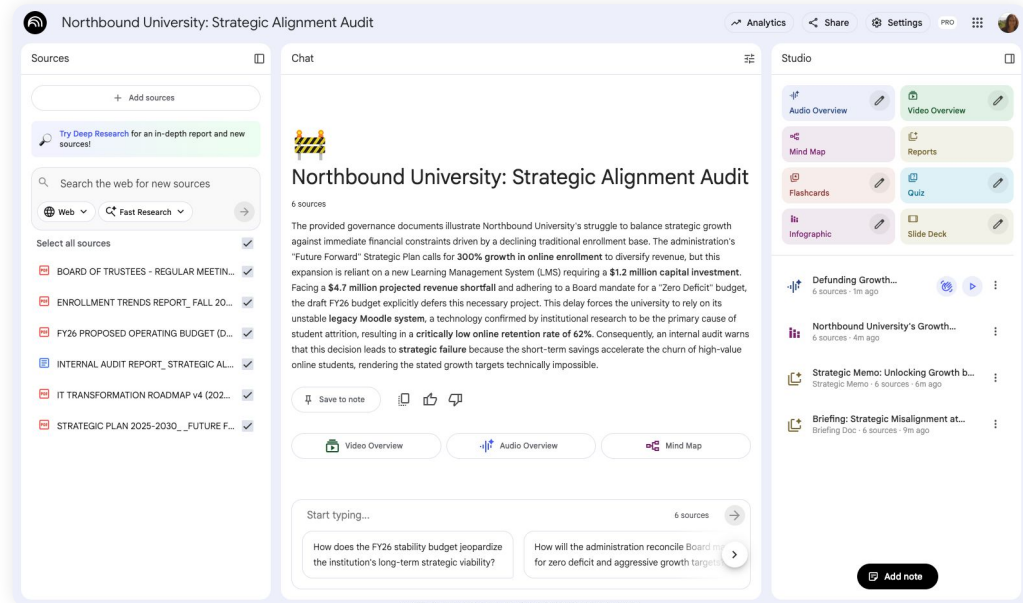 Northbound University: Strategic Alignment Audit
Analytics
Share
Settings
PRO
Sources
+ Add sources
Try Deep Research for an in-depth report and new
sources!
Search the web for new sources
Web
Fast Research
Select all sources
BOARD OF TRUSTEES - REGULAR MEETIN...
ENROLLMENT TRENDS REPORT_ FALL 20...
FY26 PROPOSED OPERATING BUDGET (D...
INTERNAL AUDIT REPORT_ STRATEGIC AL...
IT TRANSFORMATION ROADMAP v4 (202...
STRATEGIC PLAN 2025-2030_ _FUTURE F...
Chat
Northbound University: Strategic Alignment Audit
6 sources
The provided governance documents illustrate Northbound University's struggle to balance strategic growth
against immediate financial constraints driven by a declining traditional enrollment base. The administration's
"Future Forward" Strategic Plan calls for 300% growth in online enrollment to diversify revenue, but this
expansion is reliant on a new Learning Management System (LMS) requiring a $1.2 million capital investment.
Facing a $4.7 million projected revenue shortfall and adhering to a Board mandate for a "Zero Deficit" budget,
the draft FY26 budget explicitly defers this necessary project. This delay forces the university to rely on its
unstable legacy Moodle system, a technology confirmed by institutional research to be the primary cause of
student attrition, resulting in a critically low online retention rate of 62%. Consequently, an internal audit warns
that this decision leads to strategic failure because the short-term savings accelerate the churn of high-value
online students, rendering the stated growth targets technically impossible.
Save to note
Video Overview
Audio Overview
Mind Map
Start typing...
6 sources
How does the FY26 stability budget jeopardize
the institution's long-term strategic viability?
How will the administration reconcile Board
for zero deficit and aggressive growth targets
Studio
Audio Overview
Video Overview
Mind Map
Reports
Flashcards
Quiz
Infographic
Slide Deck
Defunding Growth...
6 sources · 1m ago
Northbound University's Growth...
6 sources · 4m ago
Strategic Memo: Unlocking Growth b...
Strategic Memo · 6 sources · 6m ago
Briefing: Strategic Misalignment at...
Briefing Doc · 6 sources · 9m ago
Add note